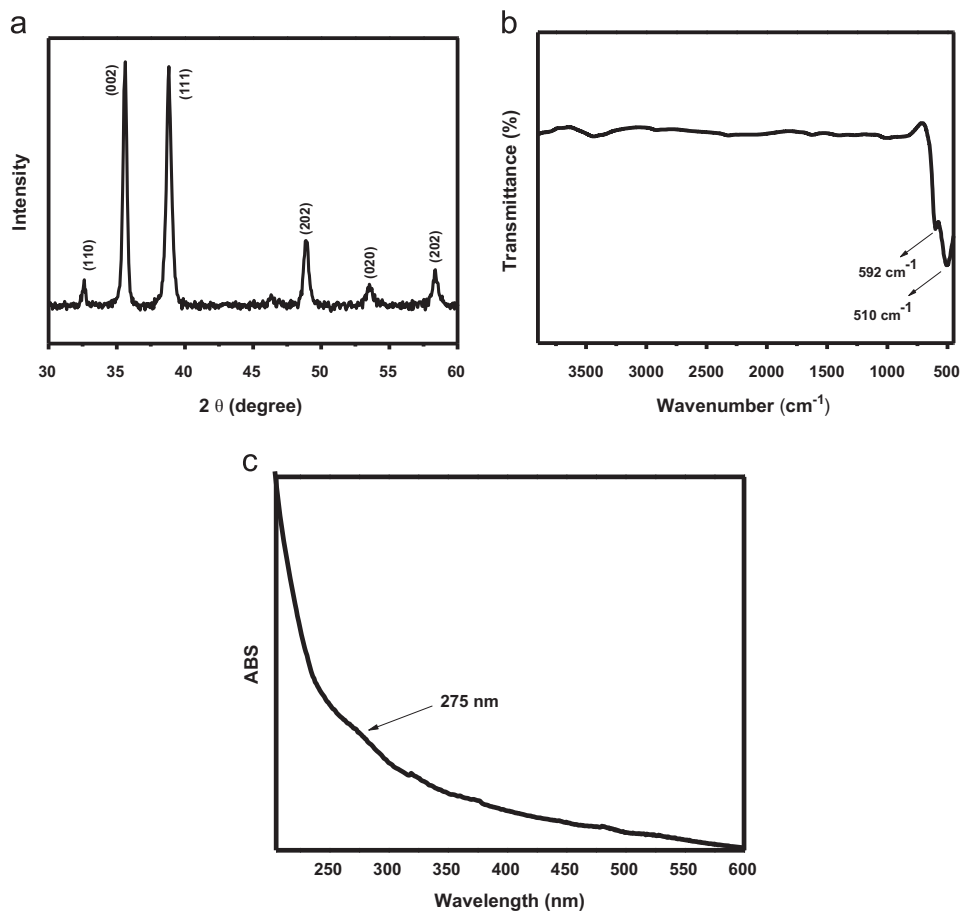 a
(002)
(111)
(110)
(202)
(020)
(202)
Intensity
30 35 40 45 50 55 60
2 θ (degree)
b
Transmittance (%)
592 cm-1
510 cm-1
3500 3000 2500 2000 1500 1000 500
Wavenumber (cm-1)
c
ABS
275 nm
250 300 350 400 450 500 550 600
Wavelength (nm)